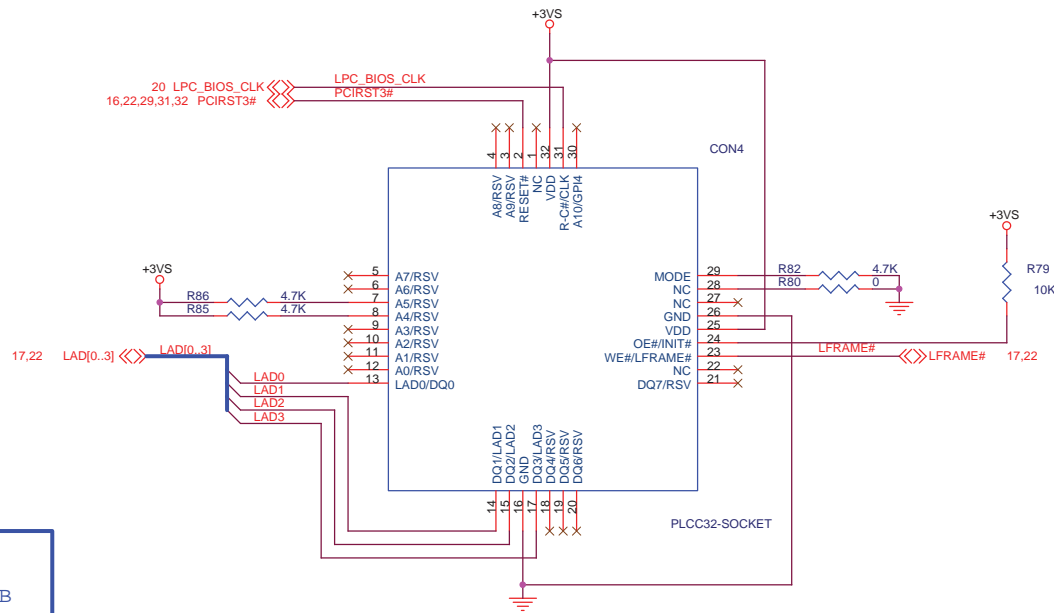 +3VS
20 LPC_BIOS_CLK
LPC_BIOS_CLK
16,22,29,31,32 PCIRST3#
PCIRST3#
CON4
4
3
2
1
32
31
30
A8/RSV
A9/RSV
RESET#
NC
VDD
R-C#/CLK
A10/GPI4
+3VS
+3VS
R86
4.7K
R85
4.7K
5
A7/RSV
6
A6/RSV
7
A5/RSV
8
A4/RSV
9
A3/RSV
10
A2/RSV
11
A1/RSV
12
A0/RSV
13
LAD0/DQ0
MODE
29
NC
28
NC
27
GND
26
VDD
25
OE#/INIT#
24
WE#/LFRAME#
23
NC
22
DQ7/RSV
21
R82
4.7K
R80
0
R79
10K
LFRAME#
LFRAME#
17,22
17,22 LAD[0..3]
LAD[0..3]
LAD0
LAD1
LAD2
LAD3
DQ1/LAD1
DQ2/LAD2
GND
DQ3/LAD3
DQ4/RSV
DQ5/RSV
DQ6/RSV
14
15
16
17
18
19
20
PLCC32-SOCKET
B